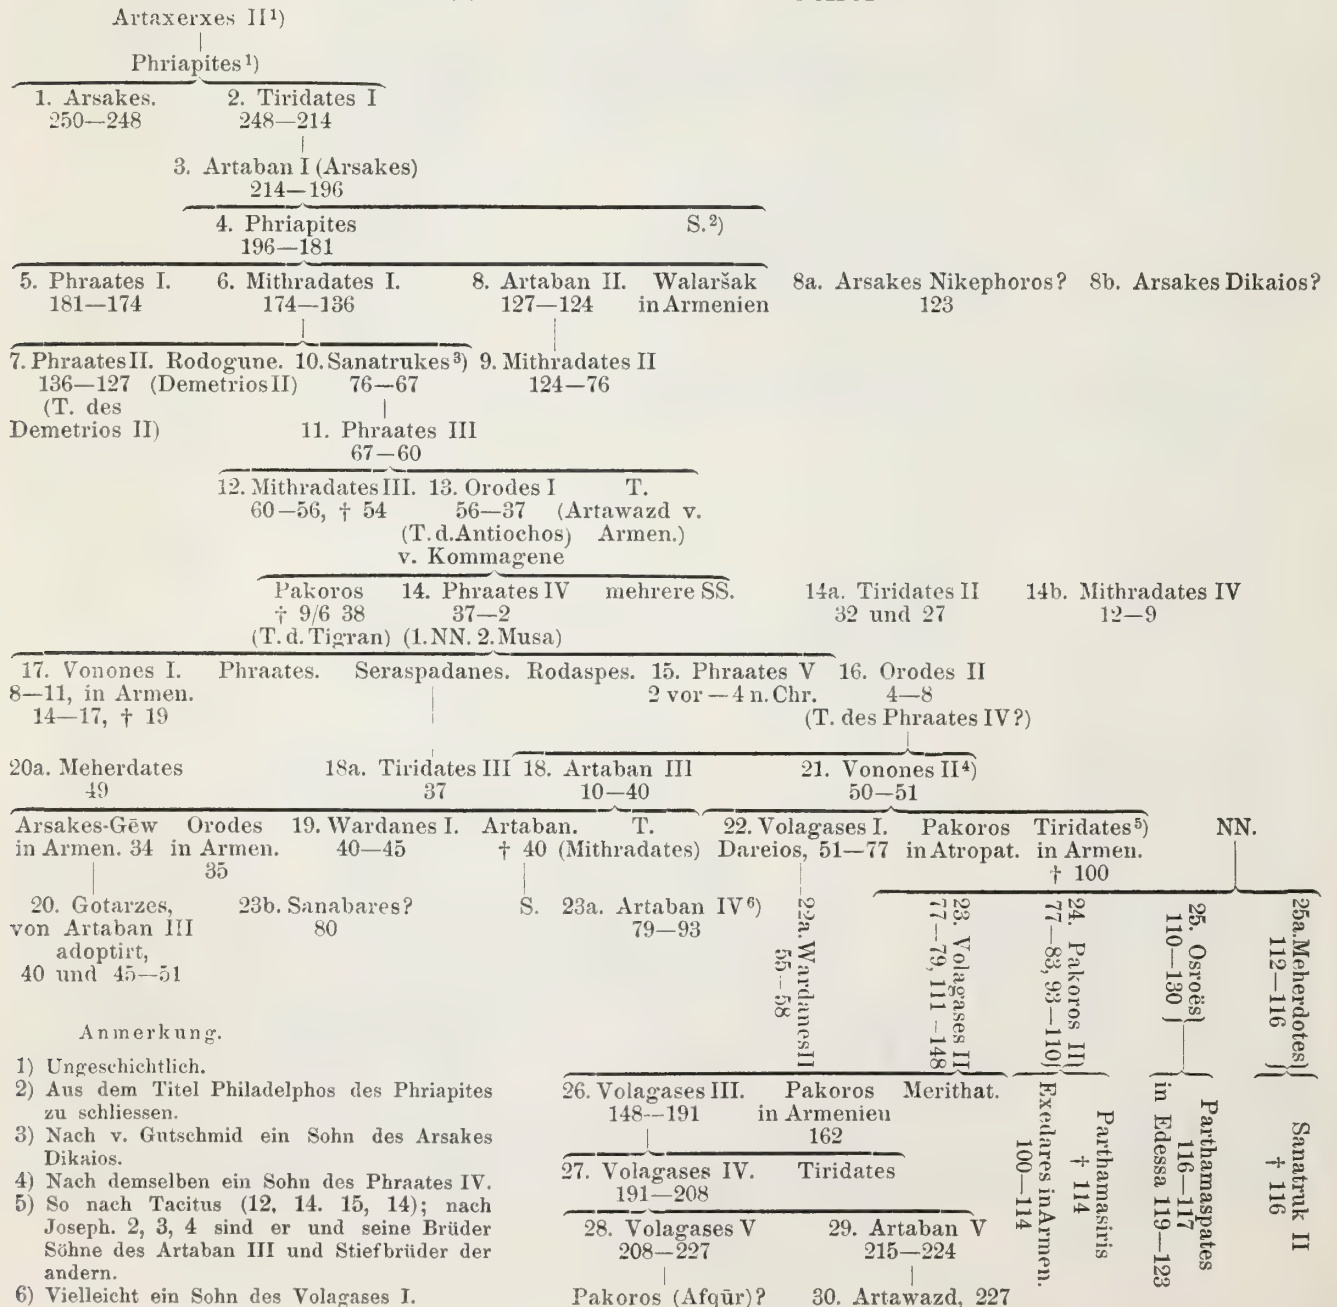 Artaxerxes II¹)
Phriapites¹)
1. Arsakes. 2. Tiridates I
250—248 248—214
3. Artaban I (Arsakes)
214—196
4. Phriapites S.²)
196—181
5. Phraates I. 6. Mithradates I. 8. Artaban II. Walaršak 8a. Arsakes Nikephoros? 8b. Arsakes Dikaios?
181—174 174—136 127—124 in Armenien 123
7. Phraates II. Rodogune. 10. Sanatrukes³) 9. Mithradates II
136—127 (Demetrios II) 76—67 124—76
(T. des
Demetrios II) 11. Phraates III
67—60
12. Mithradates III. 13. Orodes I T.
60—56, † 54 56—37 (Artawazd v.
(T. d. Antiochos) Armen.)
v. Kommagene
Pakoros 14. Phraates IV mehrere SS. 14a. Tiridates II 14b. Mithradates IV
† 9/6 38 37—2 32 und 27 12—9
(T. d. Tigran) (1. NN. 2. Musa)
17. Vonones I. Phraates. Seraspadanes. Rodaspes. 15. Phraates V 16. Orodes II
8—11, in Armen. 2 vor — 4 n. Chr. 4—8
14—17, † 19 (T. des Phraates IV?)
20a. Meherdates 18a. Tiridates III 18. Artaban III 21. Vonones II⁴)
49 37 10—40 50—51
Arsakes-Gēw Orodes 19. Wardanes I. Artaban. T. 22. Volagases I. Pakoros Tiridates⁵) NN.
in Armen. 34 in Armen. 40—45 † 40 (Mithradates) Dareios, 51—77 in Atropat. in Armen.
35 † 100
20. Gotarzes, 23b. Sanabares? S. 23a. Artaban IV⁶)
von Artaban III 80 79—93
adoptirt,
40 und 45—51
22a. Wardanes II
55—58
23. Volagases II
77—79, 111—148
24. Pakoros II
77—83, 93—110
25. Osroës
110—130
25a. Meherdotes
112—116
Exedares in Armen.
100—114
Parthamasiris
† 114
Parthamaspates
116—117
in Edessa 119—123
Sanatruk II
† 116
26. Volagases III. Pakoros Merithat.
148—191 in Armenien
162
27. Volagases IV. Tiridates
191—208
28. Volagases V 29. Artaban V
208—227 215—224
Pakoros (Afqūr)? 30. Artawazd, 227
Anmerkung.
1) Ungeschichtlich.
2) Aus dem Titel Philadelphos des Phriapites
zu schliessen.
3) Nach v. Gutschmid ein Sohn des Arsakes
Dikaios.
4) Nach demselben ein Sohn des Phraates IV.
5) So nach Tacitus (12, 14. 15, 14); nach
Joseph. 2, 3, 4 sind er und seine Brüder
Söhne des Artaban III und Stiefbrüder der
andern.
6) Vielleicht ein Sohn des Volagases I.